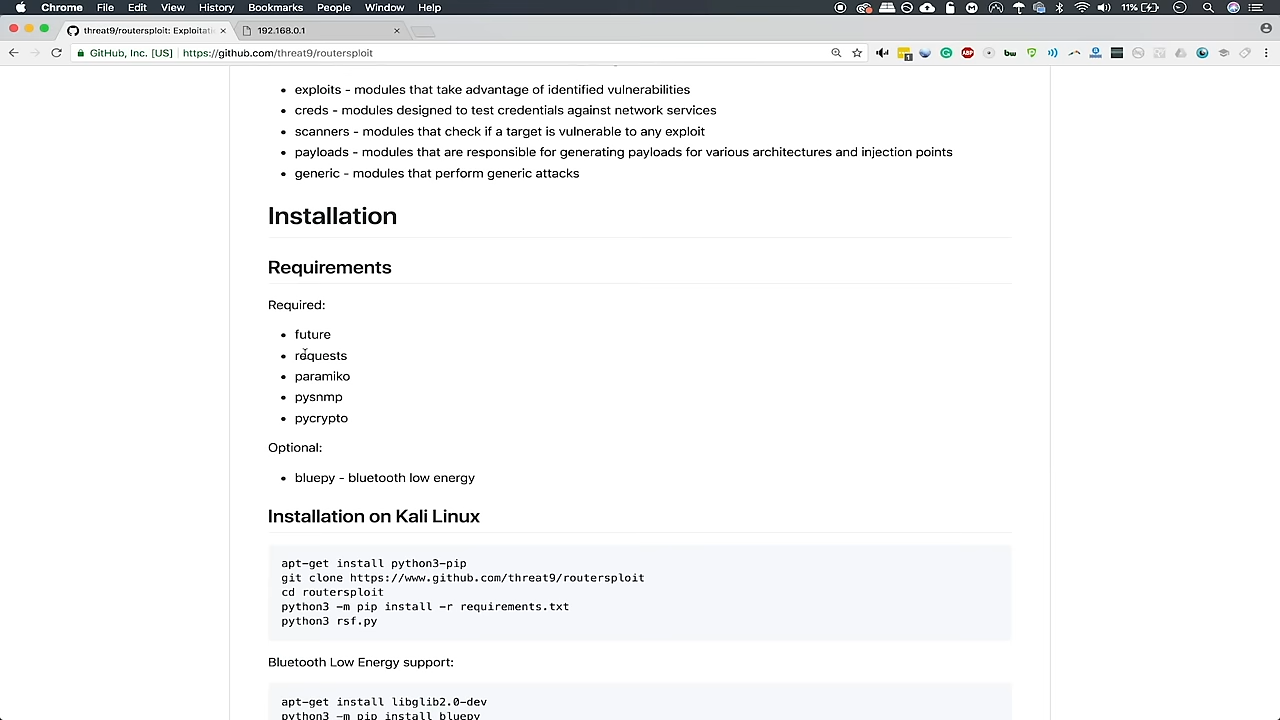 Chrome File Edit View History Bookmarks People Window Help 11%
threat9/routersploit: Exploitati 192.168.0.1
GitHub, Inc. [US] https://github.com/threat9/routersploit
exploits - modules that take advantage of identified vulnerabilities
creds - modules designed to test credentials against network services
scanners - modules that check if a target is vulnerable to any exploit
payloads - modules that are responsible for generating payloads for various architectures and injection points
generic - modules that perform generic attacks
Installation
Requirements
Required:
future
requests
paramiko
pysnmp
pycrypto
Optional:
bluepy - bluetooth low energy
Installation on Kali Linux
apt-get install python3-pip
git clone https://www.github.com/threat9/routersploit
cd routersploit
python3 -m pip install -r requirements.txt
python3 rsf.py
Bluetooth Low Energy support:
apt-get install libglib2.0-dev
python3 -m pip install bluepy